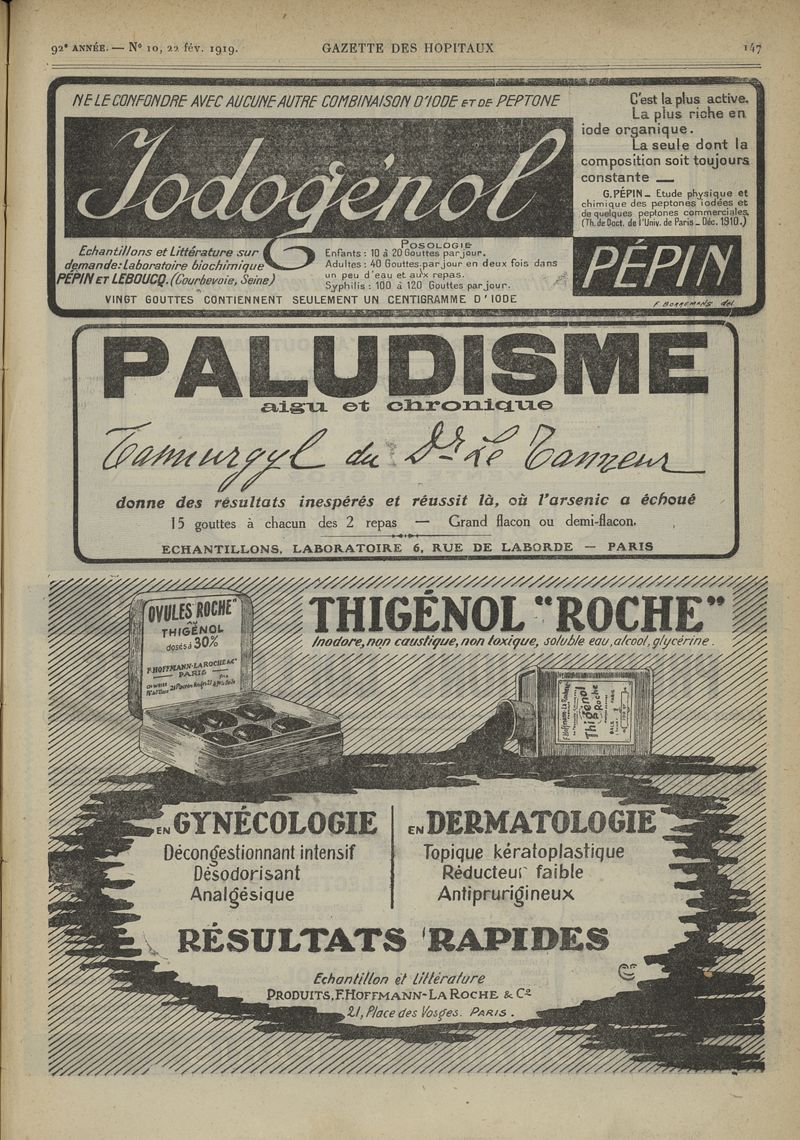 92ᵉ ANNÉE. — Nº 10, 22 fév. 1919. GAZETTE DES HOPITAUX 147
NE LE CONFONDRE AVEC AUCUNE AUTRE COMBINAISON D'IODE ET DE PEPTONE
Iodogénol
C'est la plus active.
La plus riche en
iode organique.
La seule dont la
composition soit toujours
constante —
G. PÉPIN — Etude physique et
chimique des peptones iodées et
de quelques peptones commerciales.
(Th. de Doct. de l'Univ. de Paris — Déc. 1910.)
Echantillons et Littérature sur
demande: Laboratoire biochimique
PÉPIN ET LEBOUCQ. (Courbevoie, Seine)
POSOLOGIE
Enfants : 10 à 20 Gouttes par jour.
Adultes : 40 Gouttes par jour en deux fois dans
un peu d'eau et aux repas.
Syphilis : 100 à 120 Gouttes par jour.
PÉPIN
VINGT GOUTTES CONTIENNENT SEULEMENT UN CENTIGRAMME D'IODE
PALUDISME
aigu et chronique
Tannurgyl du Dr Le Tanneur
donne des résultats inespérés et réussit là, où l'arsenic a échoué
15 gouttes à chacun des 2 repas — Grand flacon ou demi-flacon.
ECHANTILLONS, LABORATOIRE 6, RUE DE LABORDE — PARIS
THIGÉNOL "ROCHE"
Inodore, non caustique, non toxique, soluble eau, alcool, glycérine.
OVULES "ROCHE"
AU
THIGÉNOL
dosés à 30%
F. HOFFMANN-LA ROCHE & Cº
PARIS
Thigénol
Roche
EN GYNÉCOLOGIE
Décongestionnant intensif
Désodorisant
Analgésique
EN DERMATOLOGIE
Topique kératoplastique
Réducteur faible
Antiprurigineux
RÉSULTATS RAPIDES
Echantillon et Littérature
PRODUITS, F. HOFFMANN-LA ROCHE & Cº
21, Place des Vosges. PARIS.